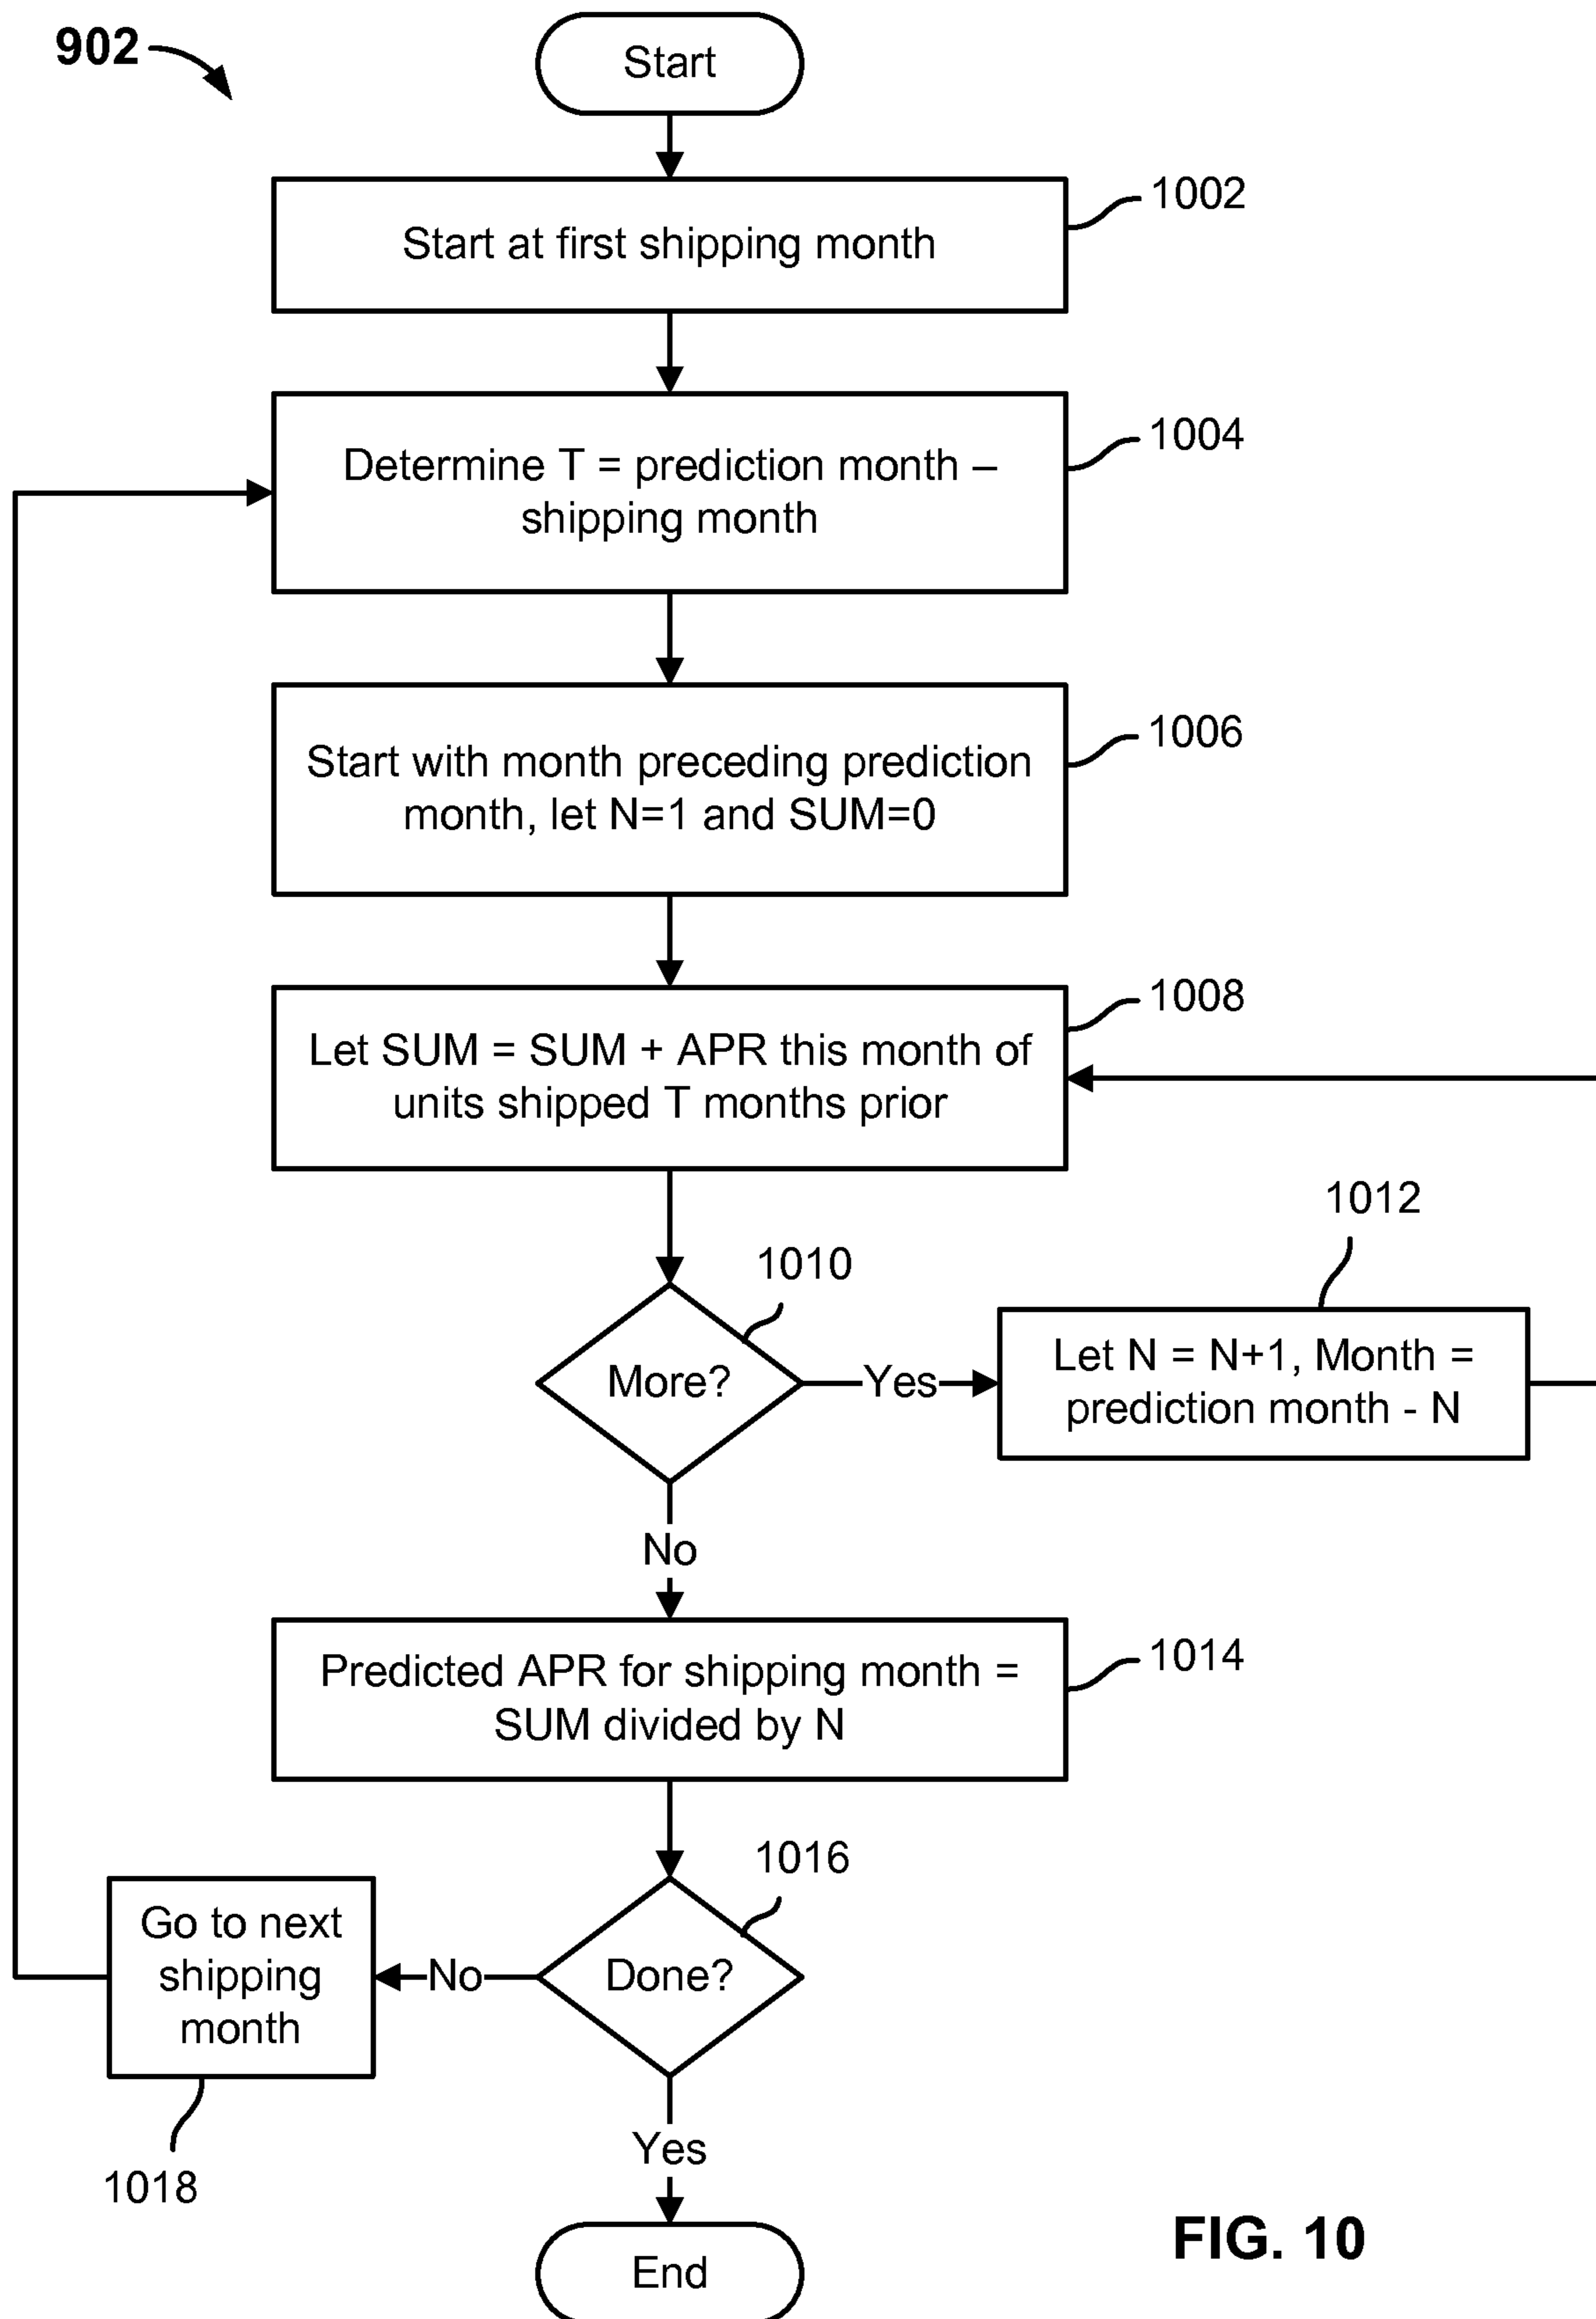 902
Start
1002
Start at first shipping month
1004
Determine T = prediction month –
shipping month
1006
Start with month preceding prediction
month, let N=1 and SUM=0
1008
Let SUM = SUM + APR this month of
units shipped T months prior
1012
1010
More?
Yes
Let N = N+1, Month =
prediction month - N
No
1014
Predicted APR for shipping month =
SUM divided by N
1016
Go to next
shipping
month
No
Done?
Yes
1018
FIG. 10
End